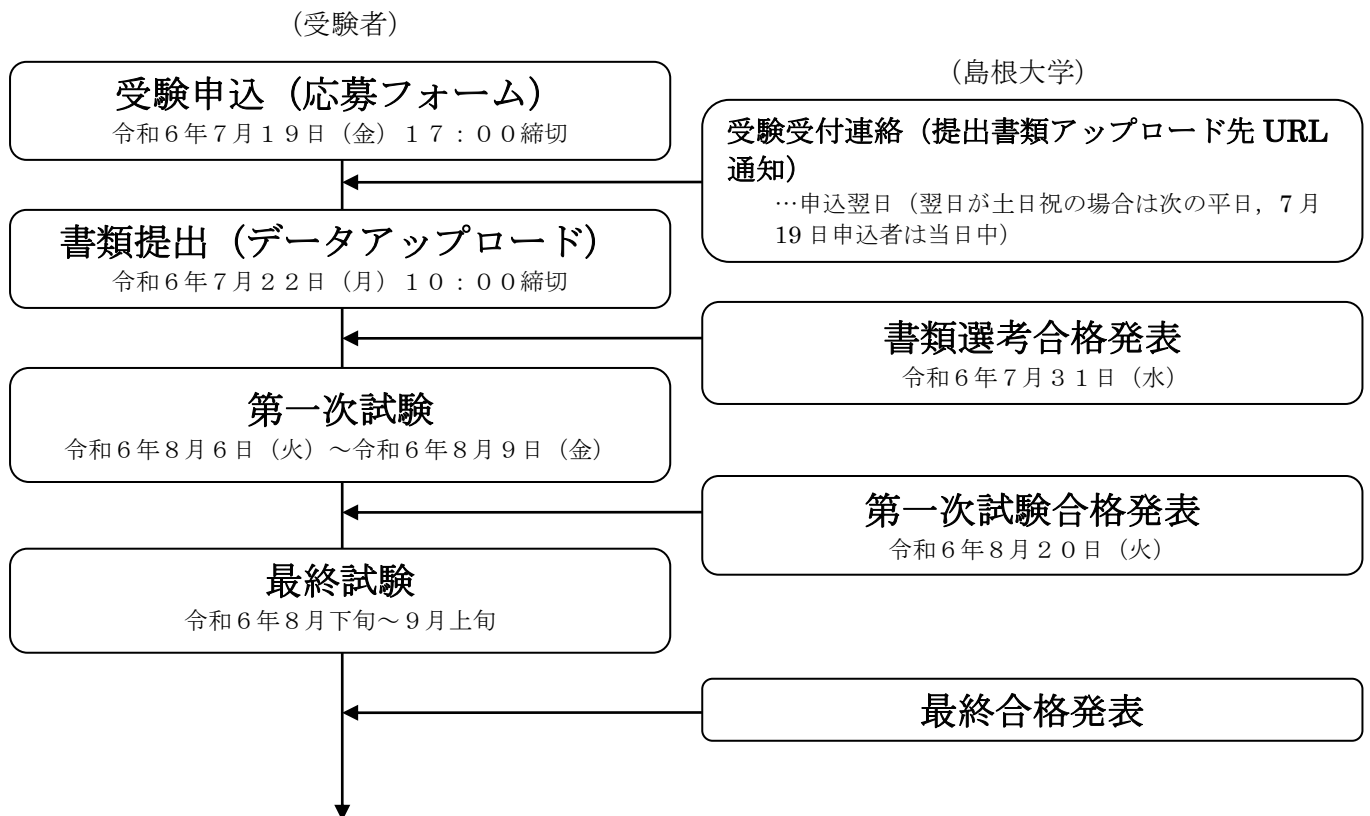 （受験者）
受験申込（応募フォーム）
令和６年７月１９日（金）１７：００締切
（島根大学）
受験受付連絡（提出書類アップロード先 URL
通知）
…申込翌日（翌日が土日祝の場合は次の平日，7 月
19 日申込者は当日中）
書類提出（データアップロード）
令和６年７月２２日（月）１０：００締切
書類選考合格発表
令和６年７月３１日（水）
第一次試験
令和６年８月６日（火）～令和６年８月９日（金）
第一次試験合格発表
令和６年８月２０日（火）
最終試験
令和６年８月下旬～９月上旬
最終合格発表